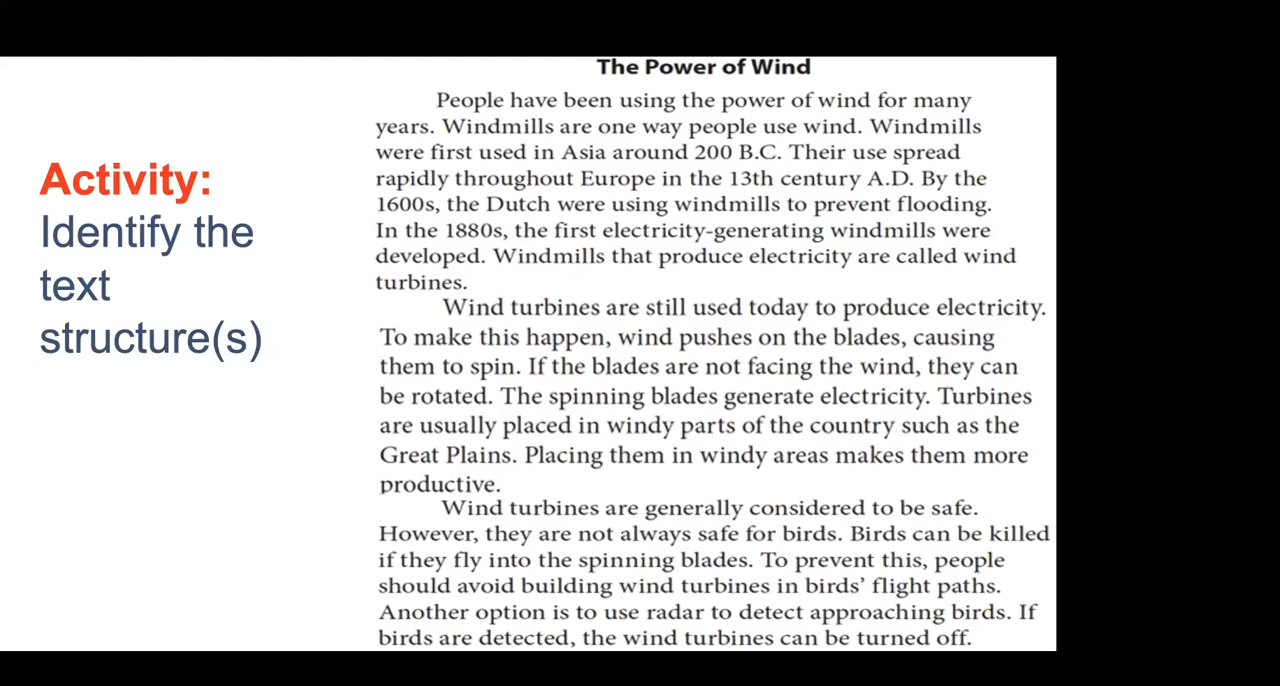 Activity:
Identify the
text
structure(s)
The Power of Wind
People have been using the power of wind for many
years. Windmills are one way people use wind. Windmills
were first used in Asia around 200 B.C. Their use spread
rapidly throughout Europe in the 13th century A.D. By the
1600s, the Dutch were using windmills to prevent flooding.
In the 1880s, the first electricity-generating windmills were
developed. Windmills that produce electricity are called wind
turbines.
Wind turbines are still used today to produce electricity.
To make this happen, wind pushes on the blades, causing
them to spin. If the blades are not facing the wind, they can
be rotated. The spinning blades generate electricity. Turbines
are usually placed in windy parts of the country such as the
Great Plains. Placing them in windy areas makes them more
productive.
Wind turbines are generally considered to be safe.
However, they are not always safe for birds. Birds can be killed
if they fly into the spinning blades. To prevent this, people
should avoid building wind turbines in birds’ flight paths.
Another option is to use radar to detect approaching birds. If
birds are detected, the wind turbines can be turned off.